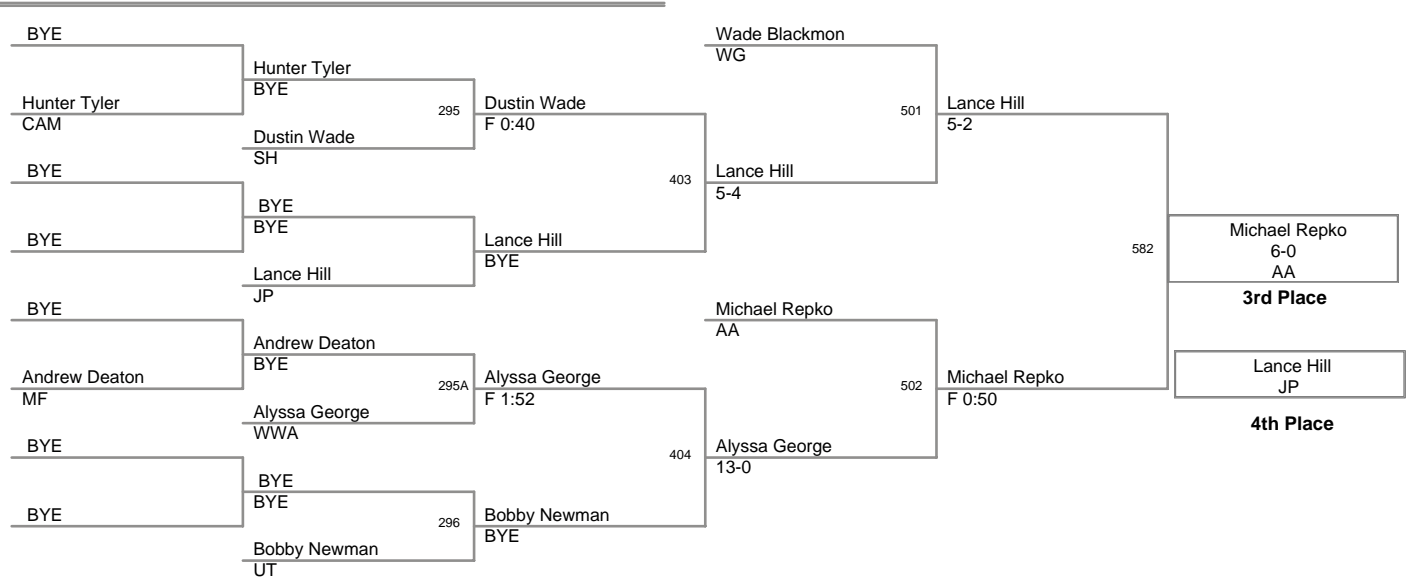 BYE
Hunter Tyler
CAM
BYE
BYE
BYE
Andrew Deaton
MF
BYE
BYE
Hunter Tyler
BYE
295
Dustin Wade
SH
BYE
BYE
Lance Hill
JP
Andrew Deaton
BYE
295A
Alyssa George
WWA
BYE
BYE
296
Bobby Newman
UT
Dustin Wade
F 0:40
403
Lance Hill
BYE
Alyssa George
F 1:52
404
Bobby Newman
BYE
Wade Blackmon
WG
501
Lance Hill
5-4
Michael Repko
AA
502
Alyssa George
13-0
Lance Hill
5-2
582
Michael Repko
F 0:50
Michael Repko
6-0
AA
3rd Place
Lance Hill
JP
4th Place